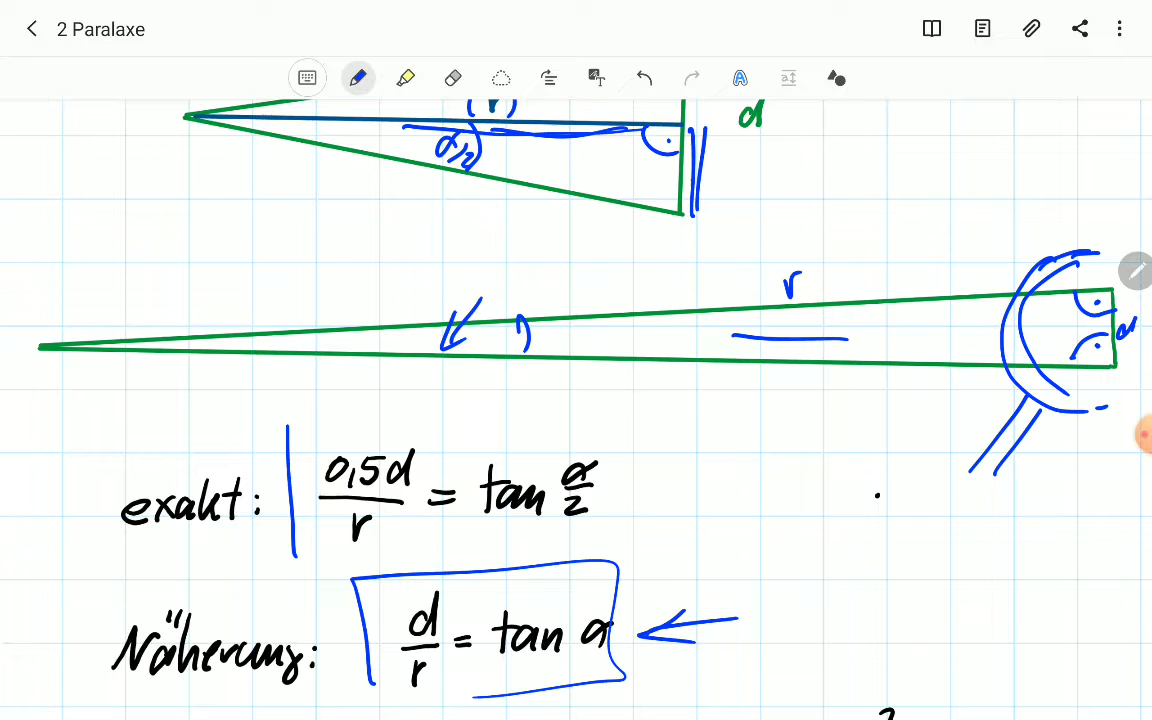 2 Paralaxe
(r)
d
α/2
r
d
exakt: 0,5d/r = tan α/2
Näherung: d/r = tan α